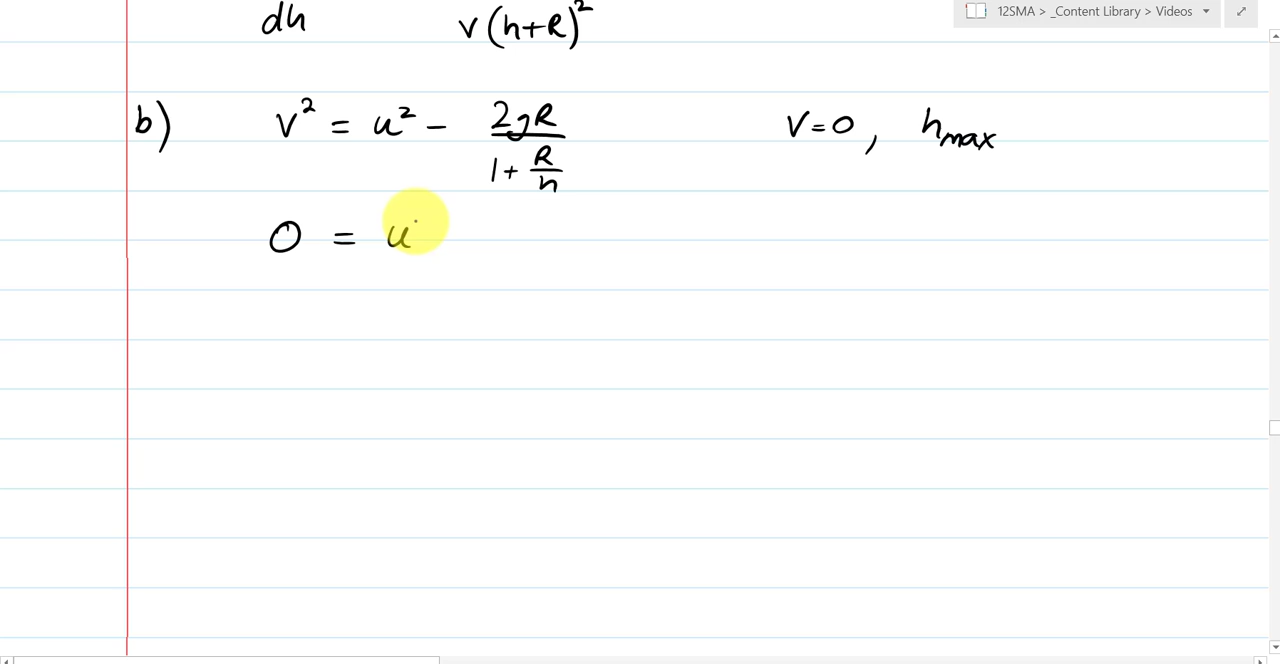 12SMA > _Content Library > Videos
dh v(h+R)²
b) v² = u² - 2gR / (1 + R/h) v=0, h_max
0 = u